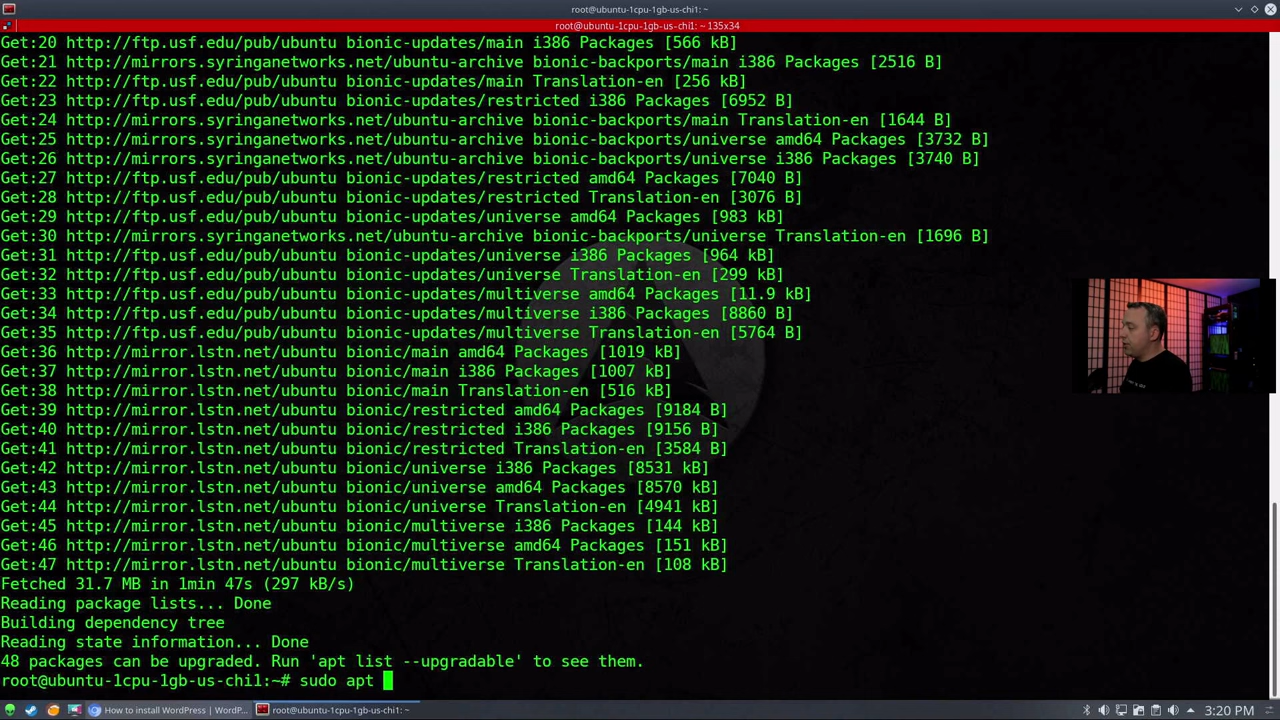 root@ubuntu-1cpu-1gb-us-chi1: ~
root@ubuntu-1cpu-1gb-us-chi1: ~ 135x34
Get:20 http://ftp.usf.edu/pub/ubuntu bionic-updates/main i386 Packages [566 kB]
Get:21 http://mirrors.syringanetworks.net/ubuntu-archive bionic-backports/main i386 Packages [2516 B]
Get:22 http://ftp.usf.edu/pub/ubuntu bionic-updates/main Translation-en [256 kB]
Get:23 http://ftp.usf.edu/pub/ubuntu bionic-updates/restricted i386 Packages [6952 B]
Get:24 http://mirrors.syringanetworks.net/ubuntu-archive bionic-backports/main Translation-en [1644 B]
Get:25 http://mirrors.syringanetworks.net/ubuntu-archive bionic-backports/universe amd64 Packages [3732 B]
Get:26 http://mirrors.syringanetworks.net/ubuntu-archive bionic-backports/universe i386 Packages [3740 B]
Get:27 http://ftp.usf.edu/pub/ubuntu bionic-updates/restricted amd64 Packages [7040 B]
Get:28 http://ftp.usf.edu/pub/ubuntu bionic-updates/restricted Translation-en [3076 B]
Get:29 http://ftp.usf.edu/pub/ubuntu bionic-updates/universe amd64 Packages [983 kB]
Get:30 http://mirrors.syringanetworks.net/ubuntu-archive bionic-backports/universe Translation-en [1696 B]
Get:31 http://ftp.usf.edu/pub/ubuntu bionic-updates/universe i386 Packages [964 kB]
Get:32 http://ftp.usf.edu/pub/ubuntu bionic-updates/universe Translation-en [299 kB]
Get:33 http://ftp.usf.edu/pub/ubuntu bionic-updates/multiverse amd64 Packages [11.9 kB]
Get:34 http://ftp.usf.edu/pub/ubuntu bionic-updates/multiverse i386 Packages [8860 B]
Get:35 http://ftp.usf.edu/pub/ubuntu bionic-updates/multiverse Translation-en [5764 B]
Get:36 http://mirror.lstn.net/ubuntu bionic/main amd64 Packages [1019 kB]
Get:37 http://mirror.lstn.net/ubuntu bionic/main i386 Packages [1007 kB]
Get:38 http://mirror.lstn.net/ubuntu bionic/main Translation-en [516 kB]
Get:39 http://mirror.lstn.net/ubuntu bionic/restricted amd64 Packages [9184 B]
Get:40 http://mirror.lstn.net/ubuntu bionic/restricted i386 Packages [9156 B]
Get:41 http://mirror.lstn.net/ubuntu bionic/restricted Translation-en [3584 B]
Get:42 http://mirror.lstn.net/ubuntu bionic/universe i386 Packages [8531 kB]
Get:43 http://mirror.lstn.net/ubuntu bionic/universe amd64 Packages [8570 kB]
Get:44 http://mirror.lstn.net/ubuntu bionic/universe Translation-en [4941 kB]
Get:45 http://mirror.lstn.net/ubuntu bionic/multiverse i386 Packages [144 kB]
Get:46 http://mirror.lstn.net/ubuntu bionic/multiverse amd64 Packages [151 kB]
Get:47 http://mirror.lstn.net/ubuntu bionic/multiverse Translation-en [108 kB]
Fetched 31.7 MB in 1min 47s (297 kB/s)
Reading package lists... Done
Building dependency tree
Reading state information... Done
48 packages can be upgraded. Run 'apt list --upgradable' to see them.
root@ubuntu-1cpu-1gb-us-chi1:~# sudo apt
How to install WordPress | WordP...
root@ubuntu-1cpu-1gb-us-chi1: ~
3:20 PM